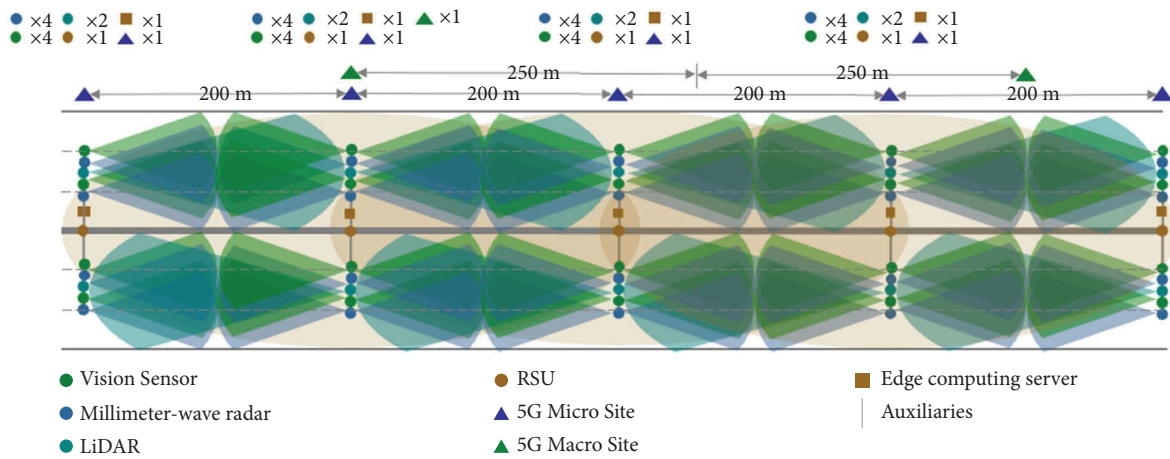 ×4 ×2 ×1 ×4 ×2 ×1 ×1 ×4 ×2 ×1 ×4 ×2 ×1
×4 ×1 ×1 ×4 ×1 ×1 ×4 ×1 ×1 ×4 ×1 ×1
250 m 250 m
200 m 200 m 200 m 200 m
Vision Sensor RSU Edge computing server
Millimeter-wave radar 5G Micro Site Auxiliaries
LiDAR 5G Macro Site